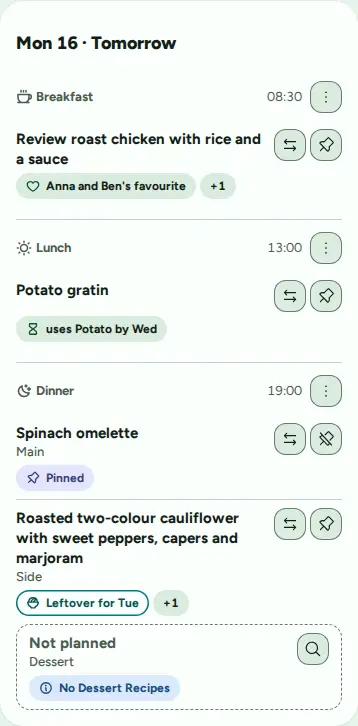 Mon 16 · Tomorrow
Breakfast 08:30
Review roast chicken with rice and
a sauce
Anna and Ben's favourite +1
Lunch 13:00
Potato gratin
uses Potato by Wed
Dinner 19:00
Spinach omelette
Main
Pinned
Roasted two-colour cauliflower
with sweet peppers, capers and
marjoram
Side
Leftover for Tue +1
Not planned
Dessert
No Dessert Recipes